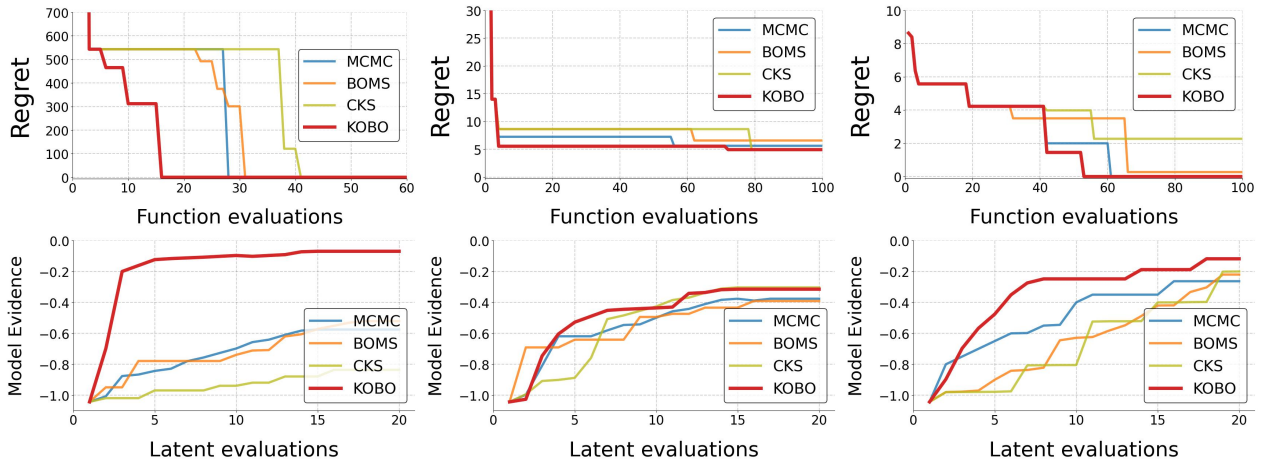 Regret
700
600
500
400
300
200
100
0
0 10 20 30 40 50 60
Function evaluations
MCMC
BOMS
CKS
KOBO
Regret
30
25
20
15
10
5
0
0 20 40 60 80 100
Function evaluations
MCMC
BOMS
CKS
KOBO
Regret
10
8
6
4
2
0
0 20 40 60 80 100
Function evaluations
MCMC
BOMS
CKS
KOBO
Model Evidence
0.0
−0.2
−0.4
−0.6
−0.8
−1.0
0 5 10 15 20
Latent evaluations
MCMC
BOMS
CKS
KOBO
Model Evidence
0.0
−0.2
−0.4
−0.6
−0.8
−1.0
0 5 10 15 20
Latent evaluations
MCMC
BOMS
CKS
KOBO
Model Evidence
0.0
−0.2
−0.4
−0.6
−0.8
−1.0
0 5 10 15 20
Latent evaluations
MCMC
BOMS
CKS
KOBO